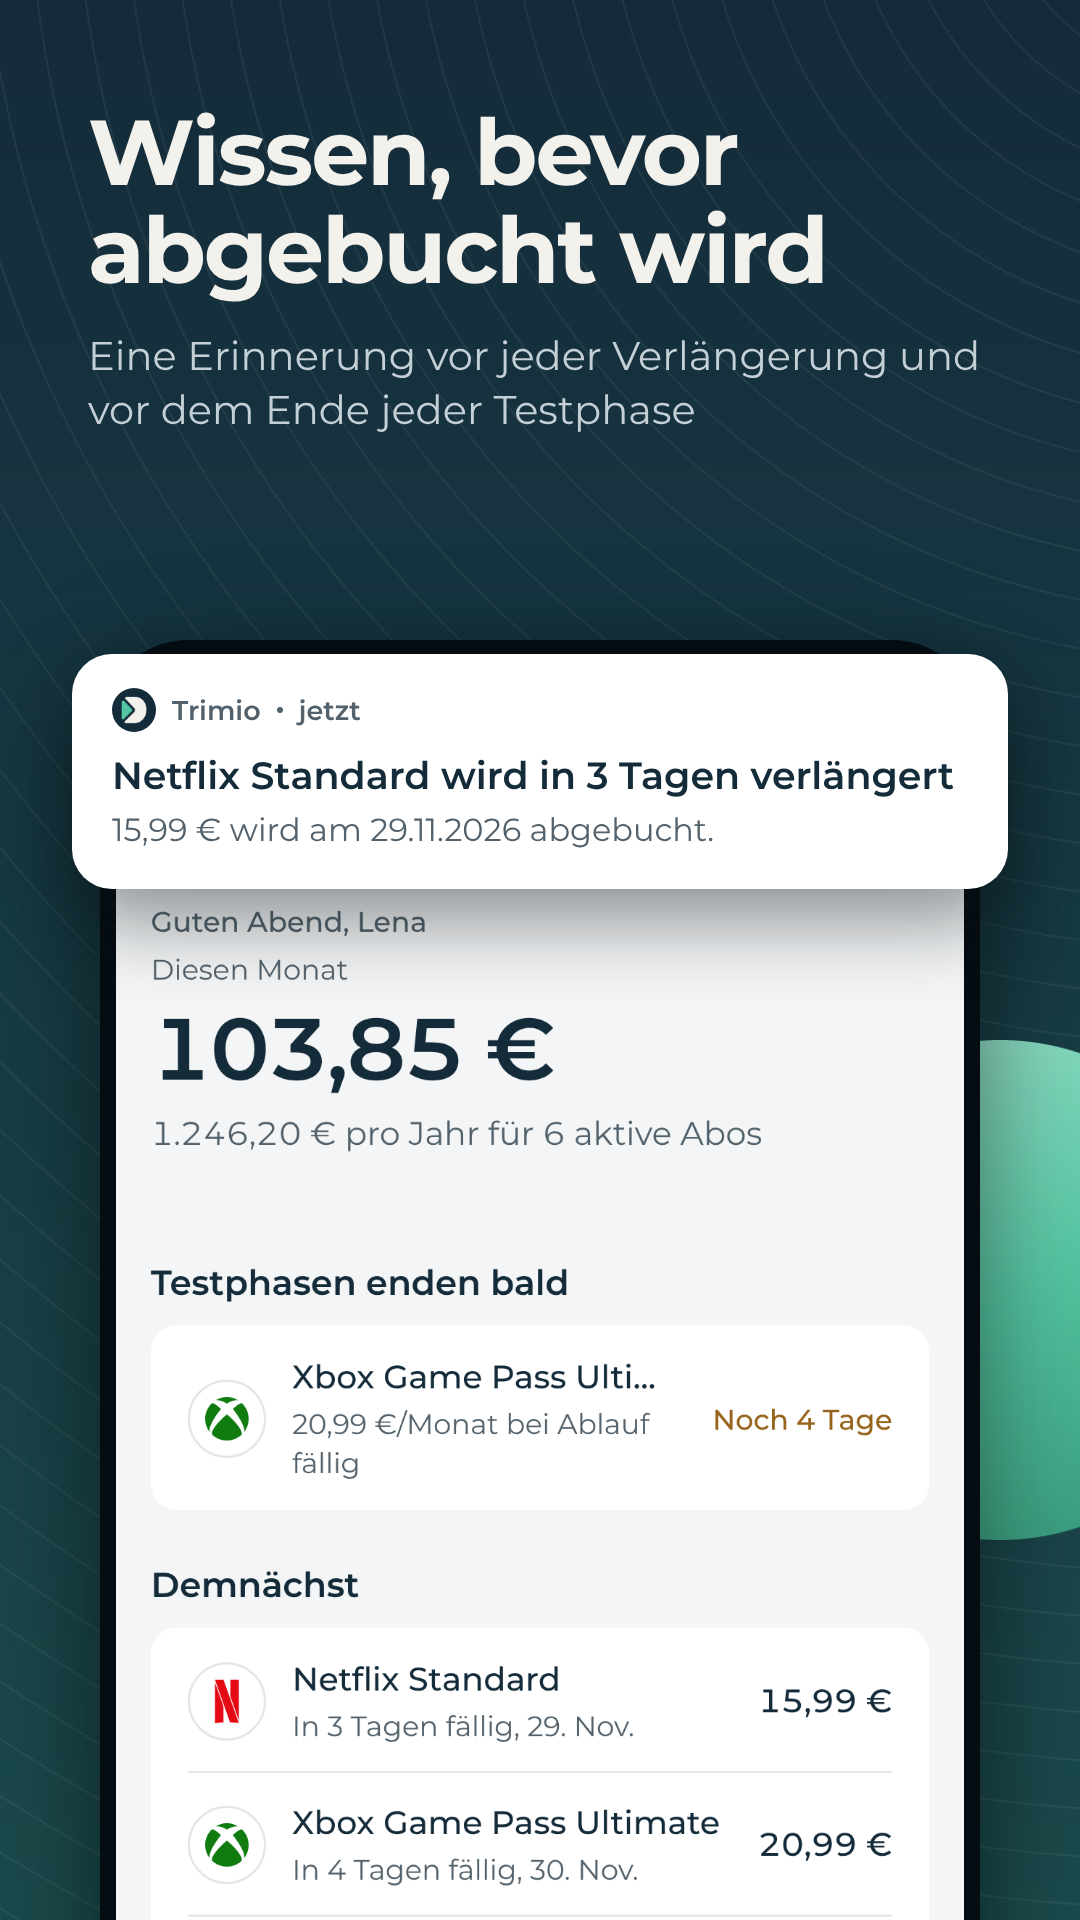 Wissen, bevor
abgebucht wird
Eine Erinnerung vor jeder Verlängerung und
vor dem Ende jeder Testphase
Trimio • jetzt
Netflix Standard wird in 3 Tagen verlängert
15,99 € wird am 29.11.2026 abgebucht.
Guten Abend, Lena
Diesen Monat
103,85 €
1.246,20 € pro Jahr für 6 aktive Abos
Testphasen enden bald
Xbox Game Pass Ulti...
20,99 €/Monat bei Ablauf
fällig
Noch 4 Tage
Demnächst
Netflix Standard
In 3 Tagen fällig, 29. Nov.
15,99 €
Xbox Game Pass Ultimate
In 4 Tagen fällig, 30. Nov.
20,99 €